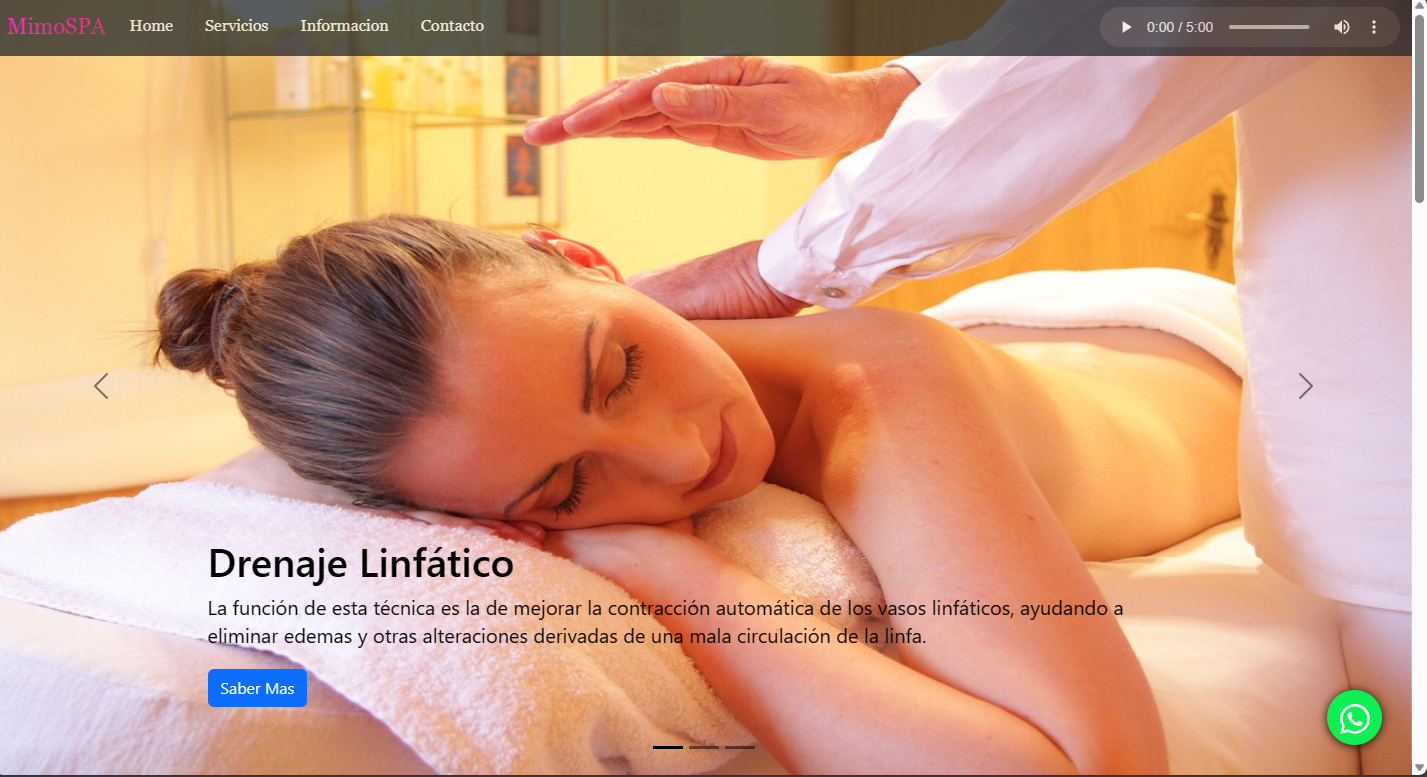 MimoSPA Home Servicios Informacion Contacto 0:00 / 5:00
Drenaje Linfático
La función de esta técnica es la de mejorar la contracción automática de los vasos linfáticos, ayudando a
eliminar edemas y otras alteraciones derivadas de una mala circulación de la linfa.
Saber Mas